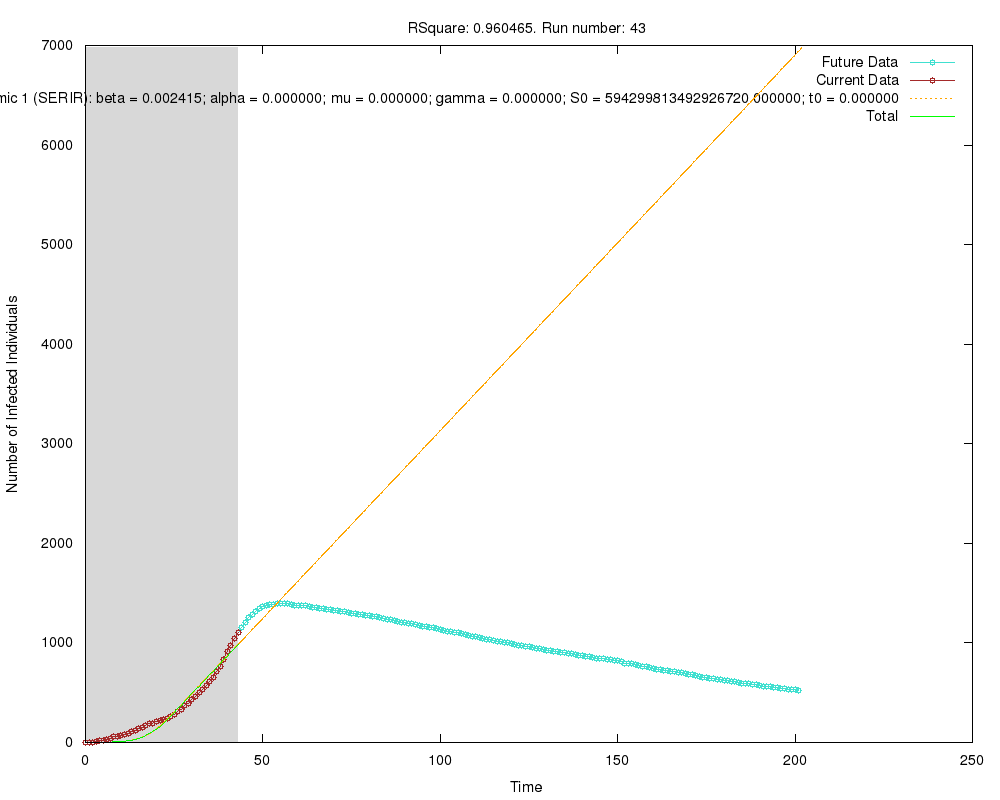 RSquare: 0.960465. Run number: 43
7000
6000
5000
4000
3000
2000
1000
0
Number of Infected Individuals
Future Data
Current Data
mic 1 (SERIR): beta = 0.002415; alpha = 0.000000; mu = 0.000000; gamma = 0.000000; S0 = 594299813492926720.000000; t0 = 0.000000
Total
0
50
100
150
200
250
Time